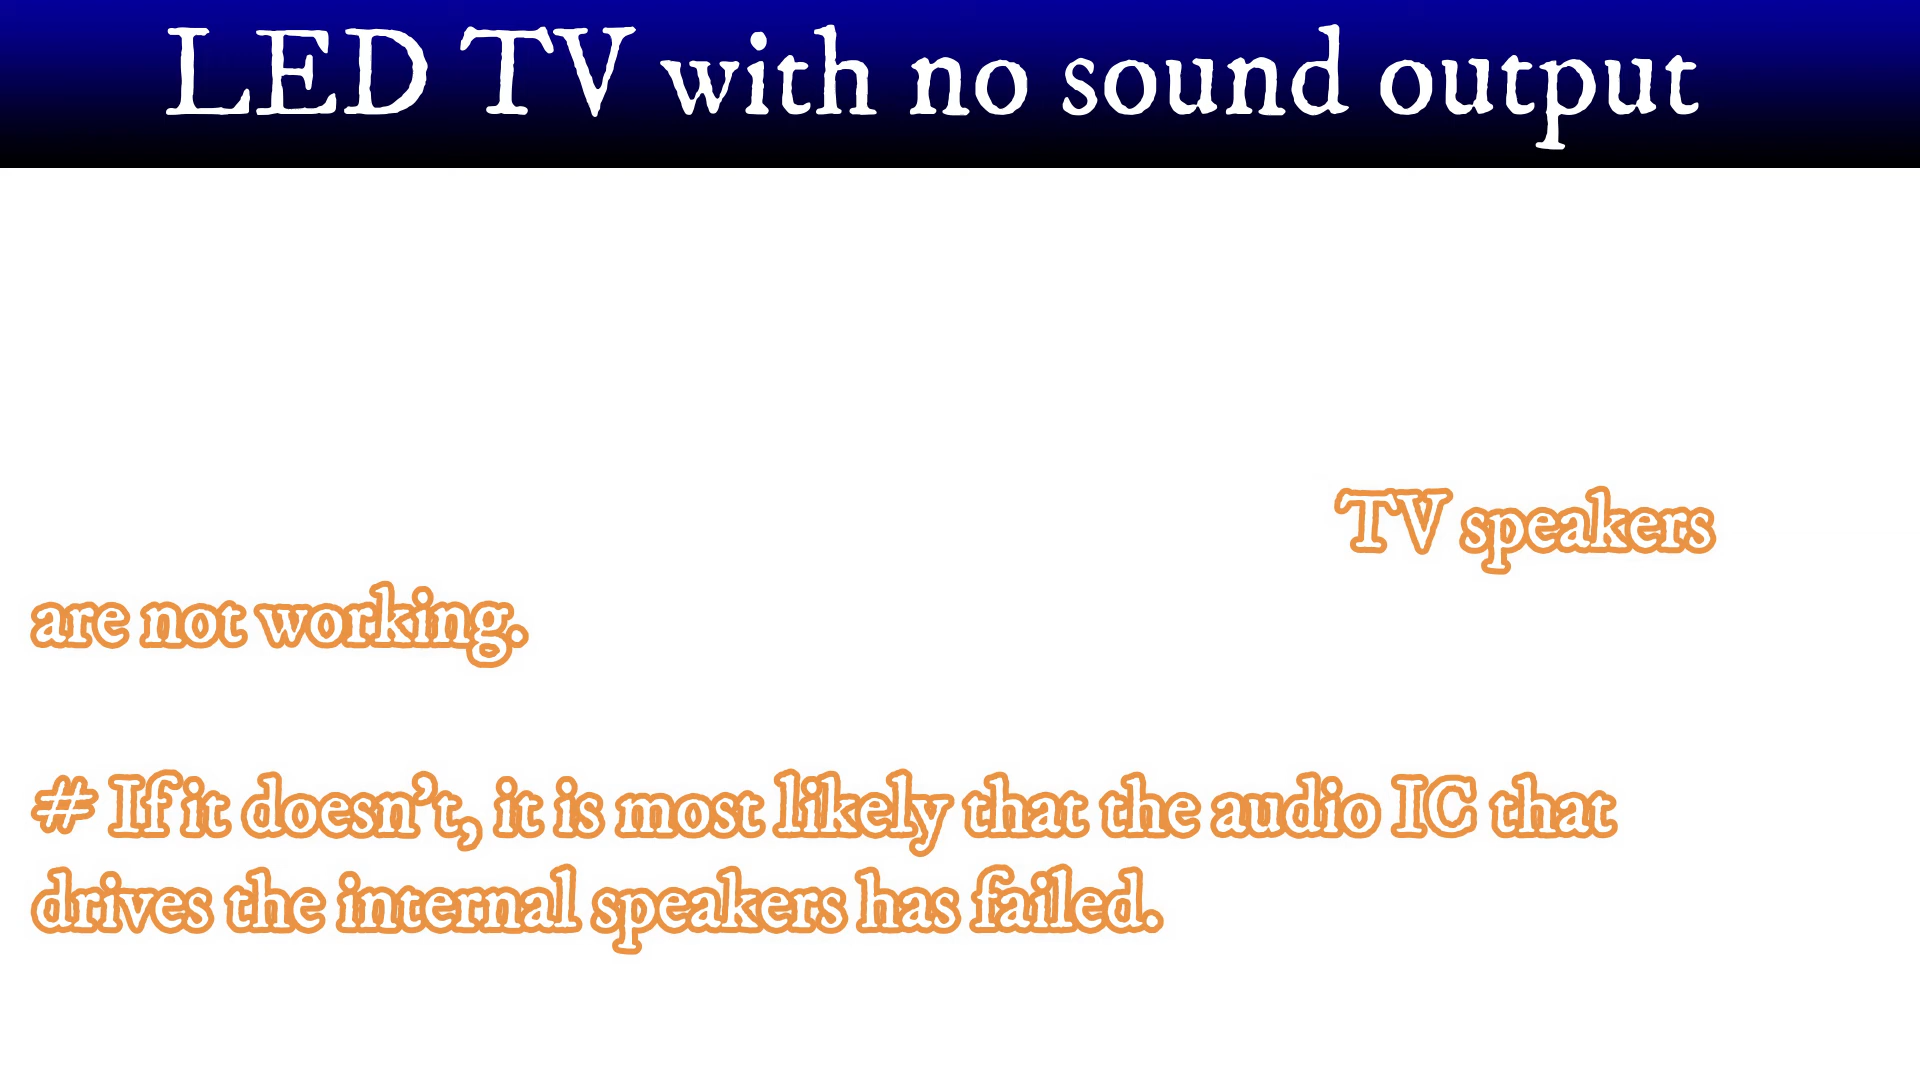 LED TV with no sound output
TV speakers
are not working.
# If it doesn’t, it is most likely that the audio IC that
drives the internal speakers has failed.